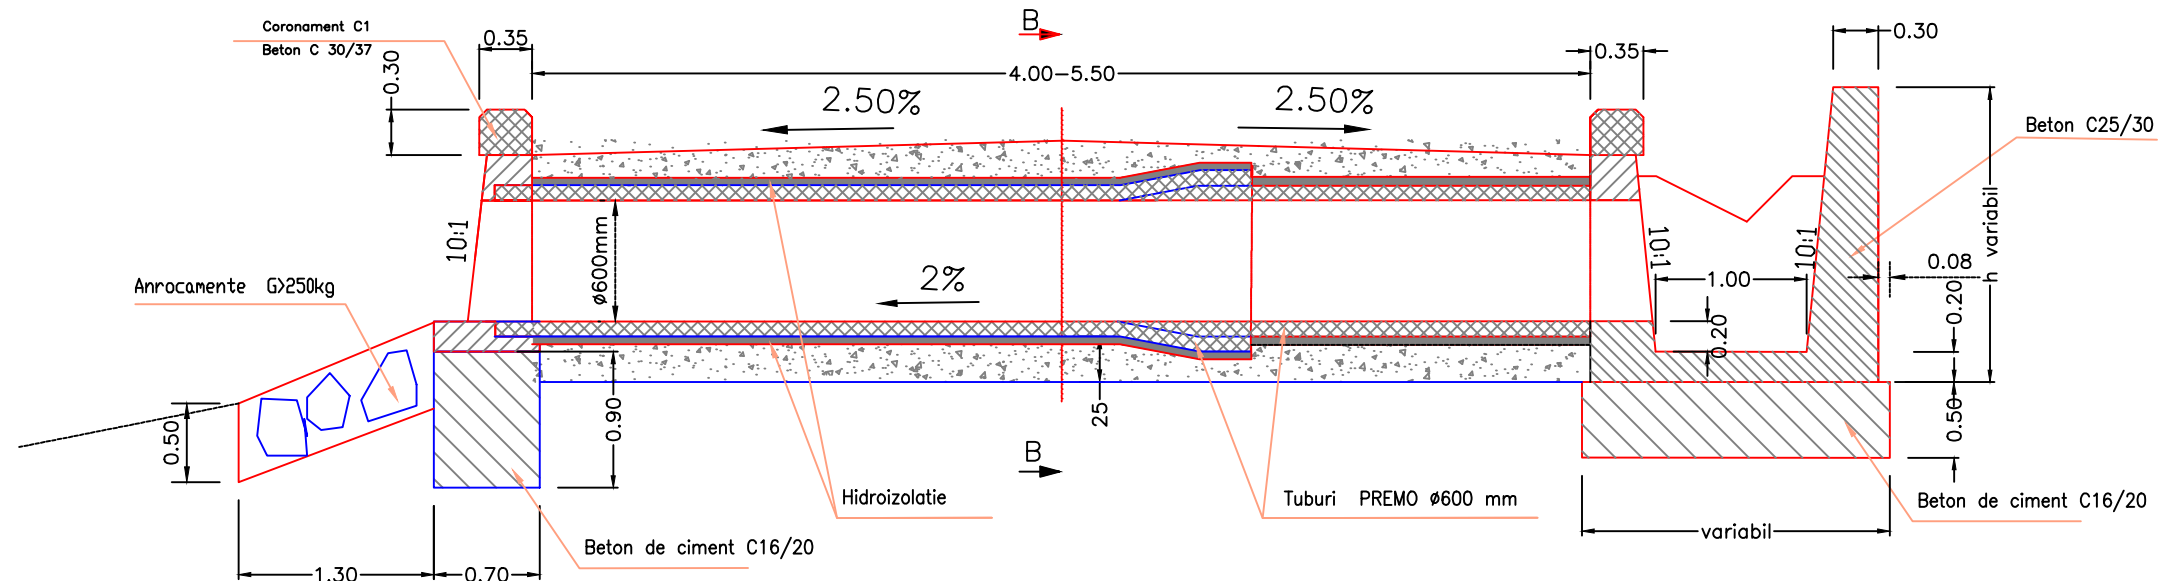 Coronament C1
Beton C 30/37
0.35
0.30
B
4.00-5.50
2.50%
2.50%
0.35
0.30
Beton C25/30
h variabil
10:1
ø600mm
2%
10:1
10:1
1.00
0.08
0.20
0.20
Anrocamente G>250kg
0.50
0.90
25
B
0.50
Hidroizolatie
Tuburi PREMO ø600 mm
Beton de ciment C16/20
variabil
Beton de ciment C16/20
1.30
0.70